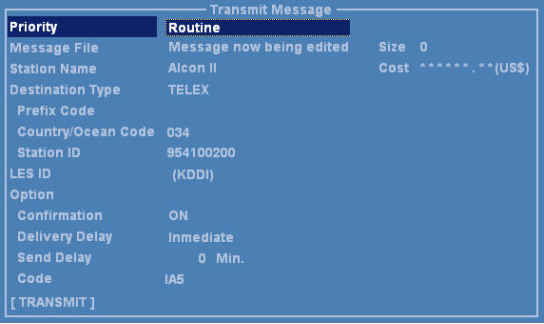 Transmit Message
Priority Routine
Message File Message now being edited Size 0
Station Name Alcon II Cost ******.**(US$)
Destination Type TELEX
Prefix Code
Country/Ocean Code 034
Station ID 954100200
LES ID (KDDI)
Option
Confirmation ON
Delivery Delay Inmediate
Send Delay 0 Min.
Code IA5
[ TRANSMIT ]